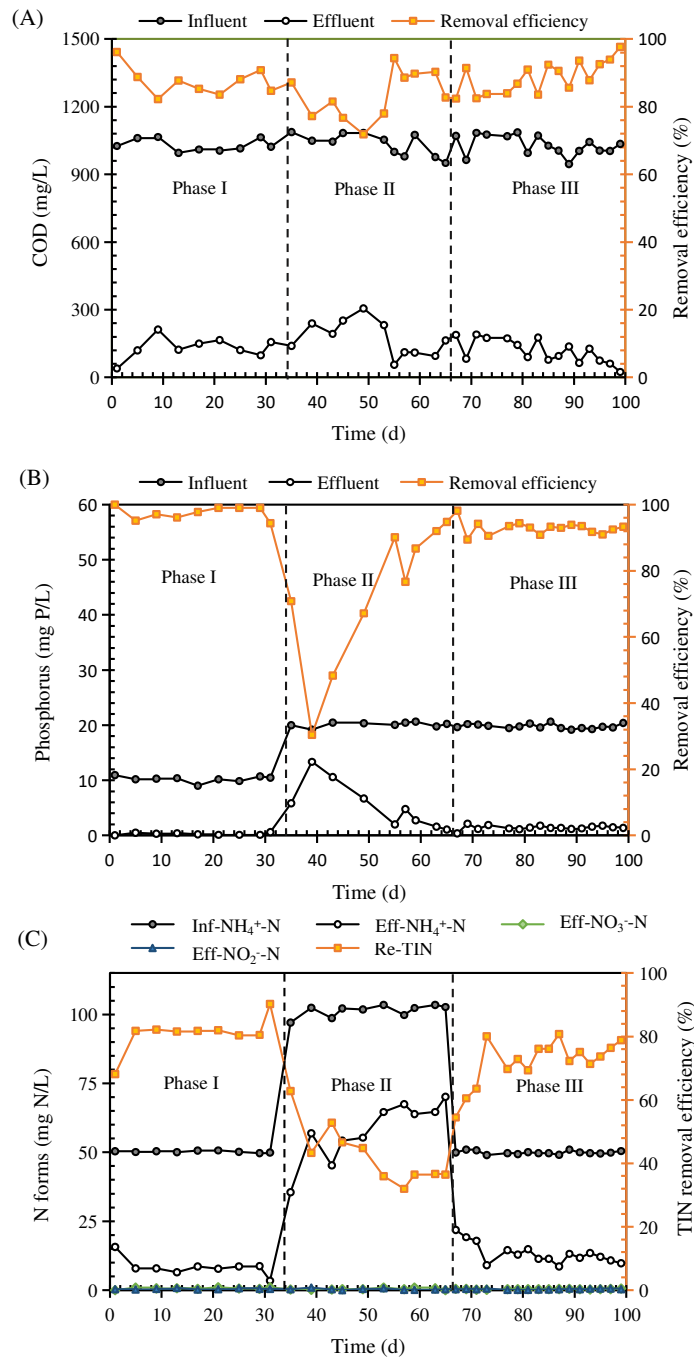 (A)
Influent Effluent Removal efficiency
1500 100
1200 80
900 60
600 40
300 20
0 0
COD (mg/L)
Removal efficiency (%)
Phase I Phase II Phase III
0 10 20 30 40 50 60 70 80 90 100
Time (d)
(B)
Influent Effluent Removal efficiency
60 100
50 80
40 60
30 40
20 20
10 0
0
Phosphorus (mg P/L)
Removal efficiency (%)
Phase I Phase II Phase III
0 10 20 30 40 50 60 70 80 90 100
Time (d)
(C)
Inf-NH₄⁺-N Eff-NH₄⁺-N Eff-NO₃⁻-N
Eff-NO₂⁻-N Re-TIN
100 100
75 80
50 60
25 40
0 20
0
N forms (mg N/L)
TIN removal efficiency (%)
Phase I Phase II Phase III
0 10 20 30 40 50 60 70 80 90 100
Time (d)